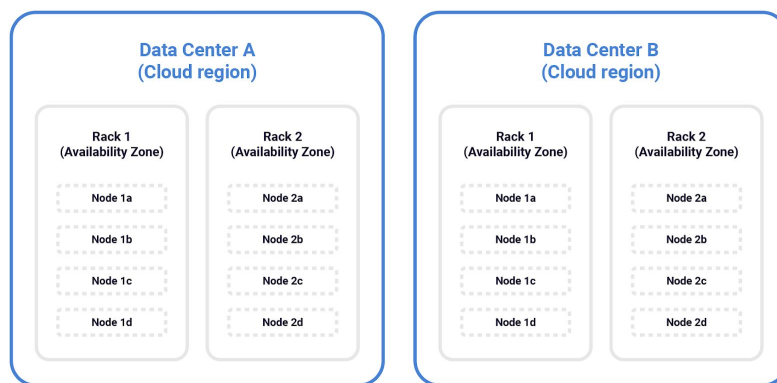 Data Center A
(Cloud region)
Rack 1
(Availability Zone)
Node 1a
Node 1b
Node 1c
Node 1d
Rack 2
(Availability Zone)
Node 2a
Node 2b
Node 2c
Node 2d
Data Center B
(Cloud region)
Rack 1
(Availability Zone)
Node 1a
Node 1b
Node 1c
Node 1d
Rack 2
(Availability Zone)
Node 2a
Node 2b
Node 2c
Node 2d